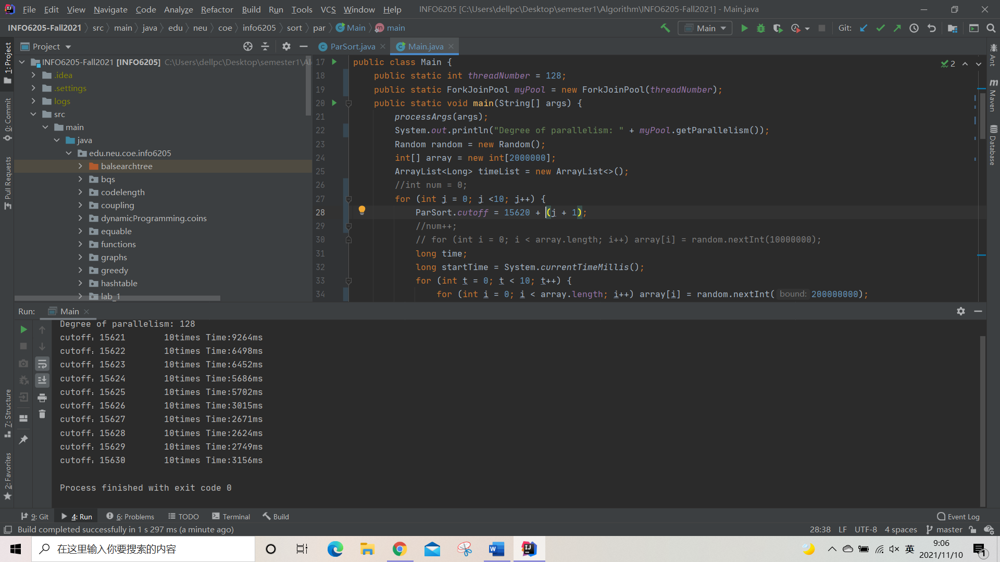 File Edit View Navigate Code Analyze Refactor Build Run Tools VCS Window Help INFO6205 [C:\Users\dellpc\Desktop\semester1\Algorithm\INFO6205-Fall2021] - Main.java
INFO6205-Fall2021 src main java edu neu coe info6205 sort par Main main
Main
Git:
Project
ParSort.java
Main.java
1: Project
0: Commit
Pull Requests
7: Structure
2: Favorites
INFO6205-Fall2021 [INFO6205] C:\Users\dellpc\Desktop\semester1\Al
.idea
.settings
logs
src
main
java
edu.neu.coe.info6205
balsearchtree
bqs
codelength
coupling
dynamicProgramming.coins
equable
functions
graphs
greedy
hashtable
lab_1
17 public class Main {
18 public static int threadNumber = 128;
19 public static ForkJoinPool myPool = new ForkJoinPool(threadNumber);
20 public static void main(String[] args) {
21 processArgs(args);
22 System.out.println("Degree of parallelism: " + myPool.getParallelism());
23 Random random = new Random();
24 int[] array = new int[2000000];
25 ArrayList<Long> timeList = new ArrayList<>();
26 //int num = 0;
27 for (int j = 0; j <10; j++) {
28 ParSort.cutoff = 15620 + (j + 1);
29 //num++;
30 // for (int i = 0; i < array.length; i++) array[i] = random.nextInt(10000000);
31 long time;
32 long startTime = System.currentTimeMillis();
33 for (int t = 0; t < 10; t++) {
34 for (int i = 0; i < array.length; i++) array[i] = random.nextInt( bound: 200000000);
2
Ant
Maven
Database
Run: Main
Degree of parallelism: 128
cutoff：15621 10times Time:9264ms
cutoff：15622 10times Time:6498ms
cutoff：15623 10times Time:6452ms
cutoff：15624 10times Time:5686ms
cutoff：15625 10times Time:5702ms
cutoff：15626 10times Time:3015ms
cutoff：15627 10times Time:2671ms
cutoff：15628 10times Time:2624ms
cutoff：15629 10times Time:2749ms
cutoff：15630 10times Time:3156ms
Process finished with exit code 0
9: Git 4: Run 6: Problems TODO Terminal Build Event Log
Build completed successfully in 1 s 297 ms (a minute ago) 28:38 LF UTF-8 4 spaces master
在这里输入你要搜索的内容
英
9:06
2021/11/10
1